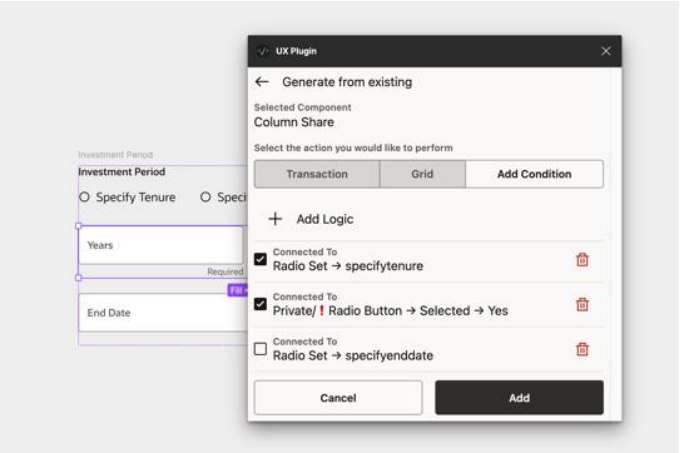 UX Plugin
← Generate from existing
Selected Component
Column Share
Select the action you would like to perform
Transaction Grid Add Condition
+ Add Logic
Connected To
Radio Set → specifytenure
Connected To
Private/❗Radio Button → Selected → Yes
Connected To
Radio Set → specifyenddate
Cancel Add
Investment Period
Investment Period
Specify Tenure
Years
Required
Fill
End Date